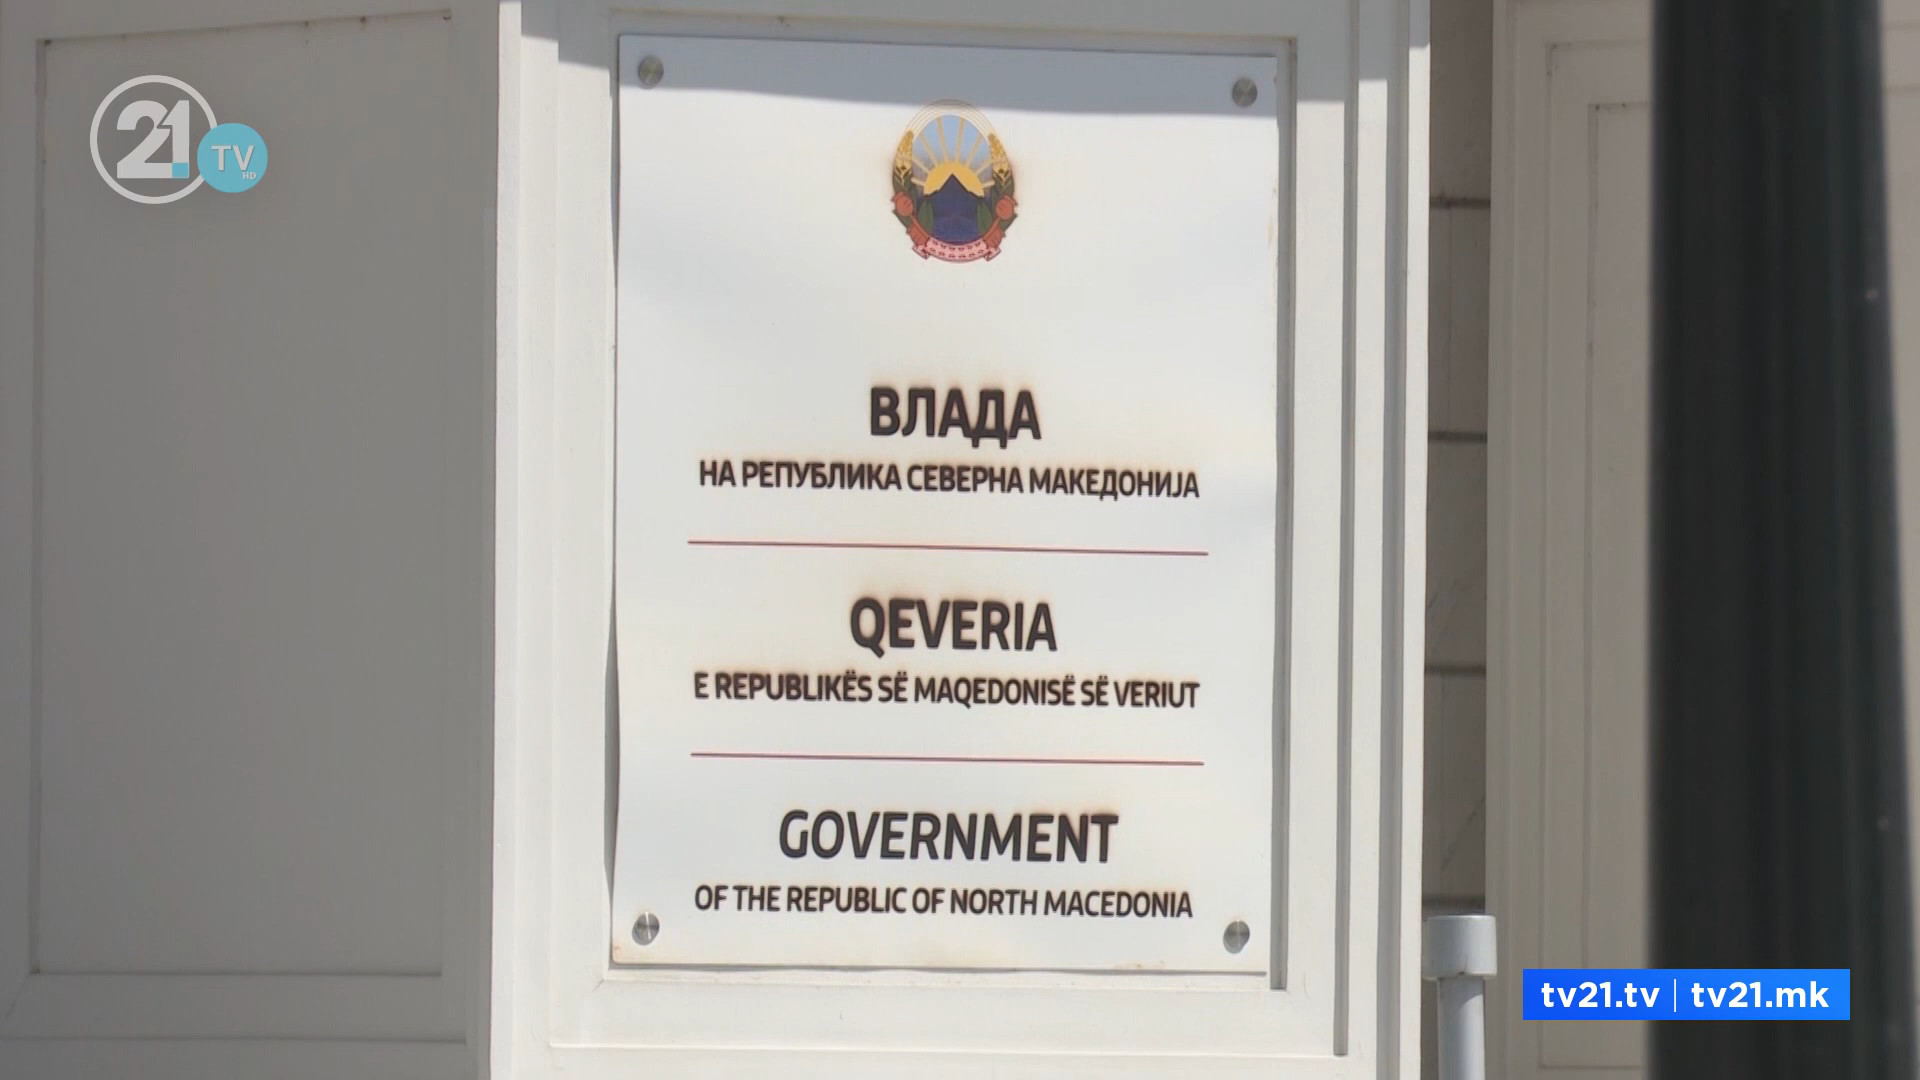 21 TV HD
ВЛАДА
НА РЕПУБЛИКА СЕВЕРНА МАКЕДОНИЈА
QEVERIA
E REPUBLIKËS SË MAQEDONISË SË VERIUT
GOVERNMENT
OF THE REPUBLIC OF NORTH MACEDONIA
tv21.tv | tv21.mk